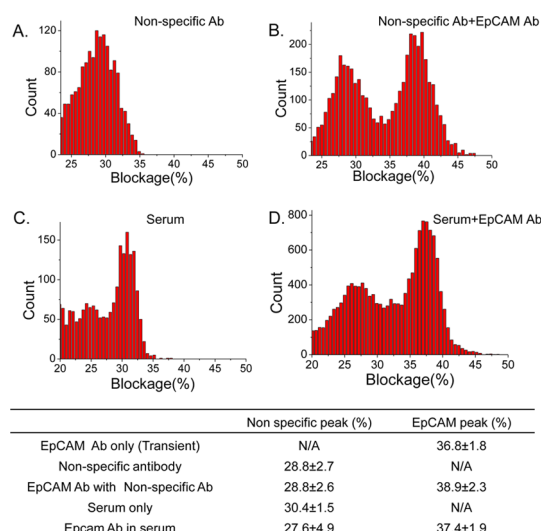 A.
Non-specific Ab
120
80
40
0
25 30 35 40 45 50
Count
Blockage(%)
B.
Non-specific Ab+EpCAM Ab
200
150
100
50
0
25 30 35 40 45 50
Count
Blockage(%)
C.
Serum
150
100
50
0
20 25 30 35 40 45 50
Count
Blockage(%)
D.
Serum+EpCAM Ab
800
600
400
200
0
20 25 30 35 40 45 50
Count
Blockage(%)
Non specific peak (%) EpCAM peak (%)
EpCAM Ab only (Transient) N/A 36.8±1.8
Non-specific antibody 28.8±2.7 N/A
EpCAM Ab with Non-specific Ab 28.8±2.6 38.9±2.3
Serum only 30.4±1.5 N/A
Epcam Ab in serum 27.6±4.9 37.4±1.9